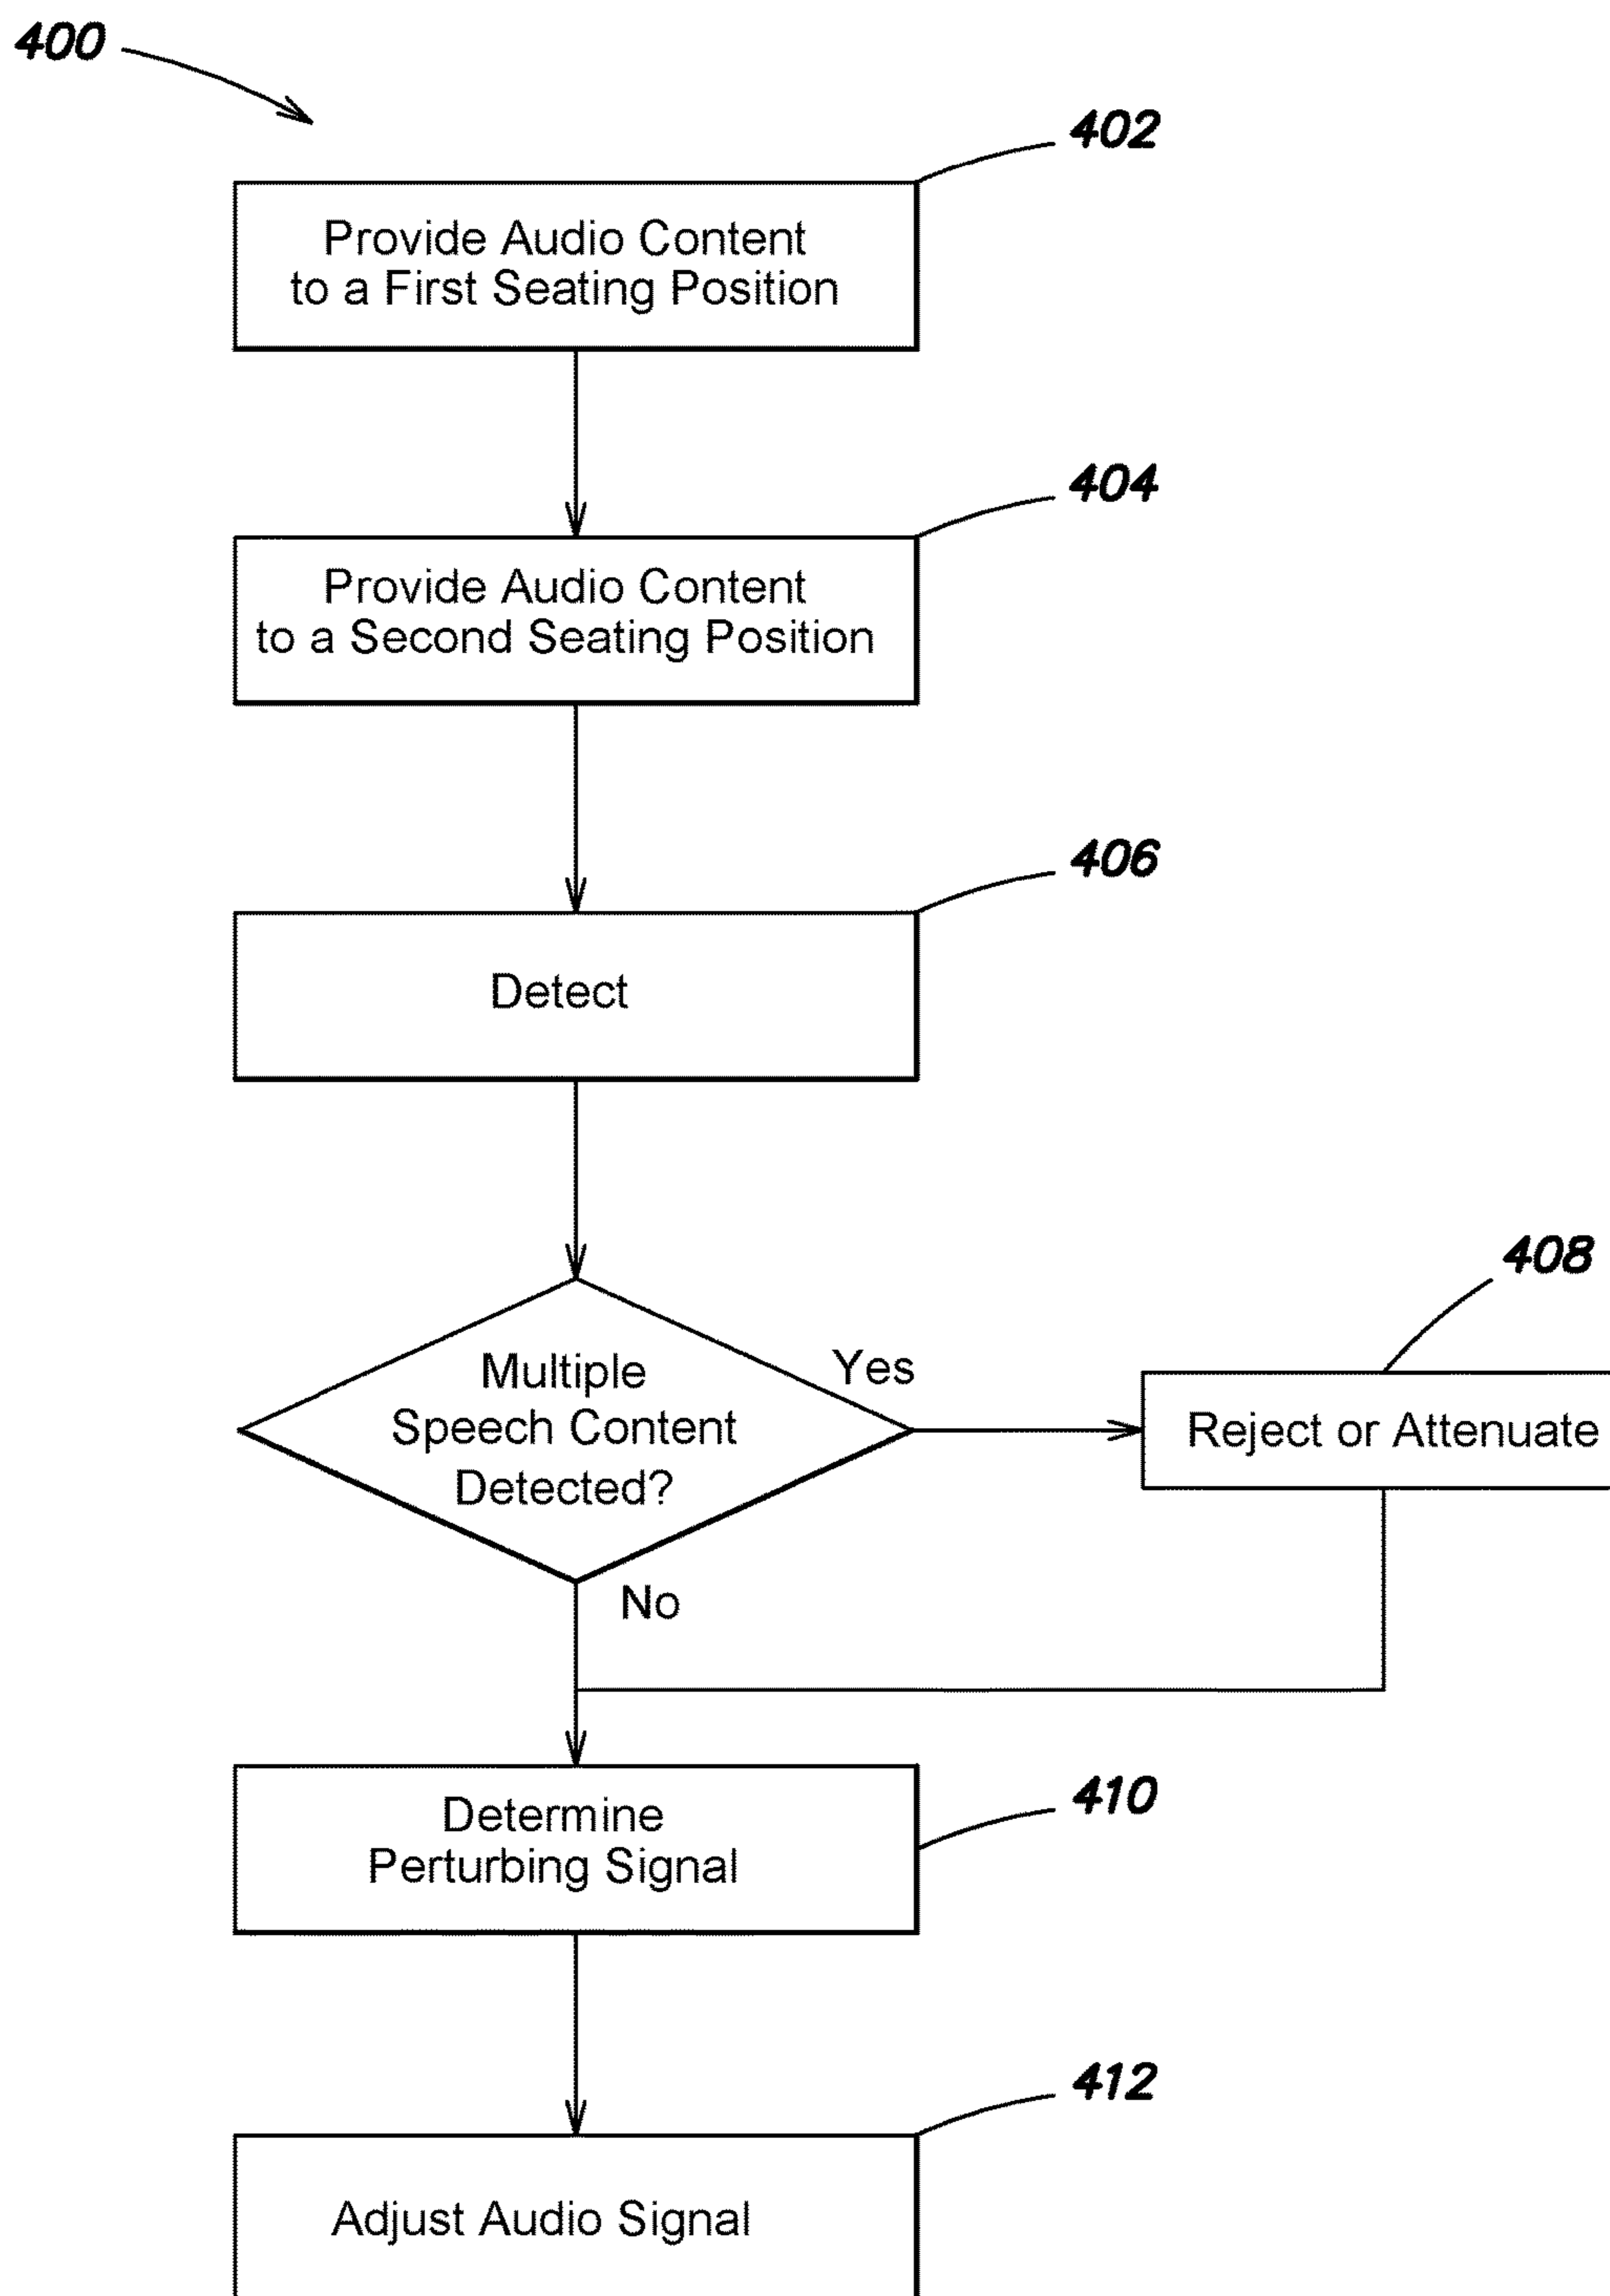 400
402
Provide Audio Content
to a First Seating Position
404
Provide Audio Content
to a Second Seating Position
406
Detect
408
Multiple
Speech Content
Detected?
Yes
Reject or Attenuate
No
410
Determine
Perturbing Signal
412
Adjust Audio Signal